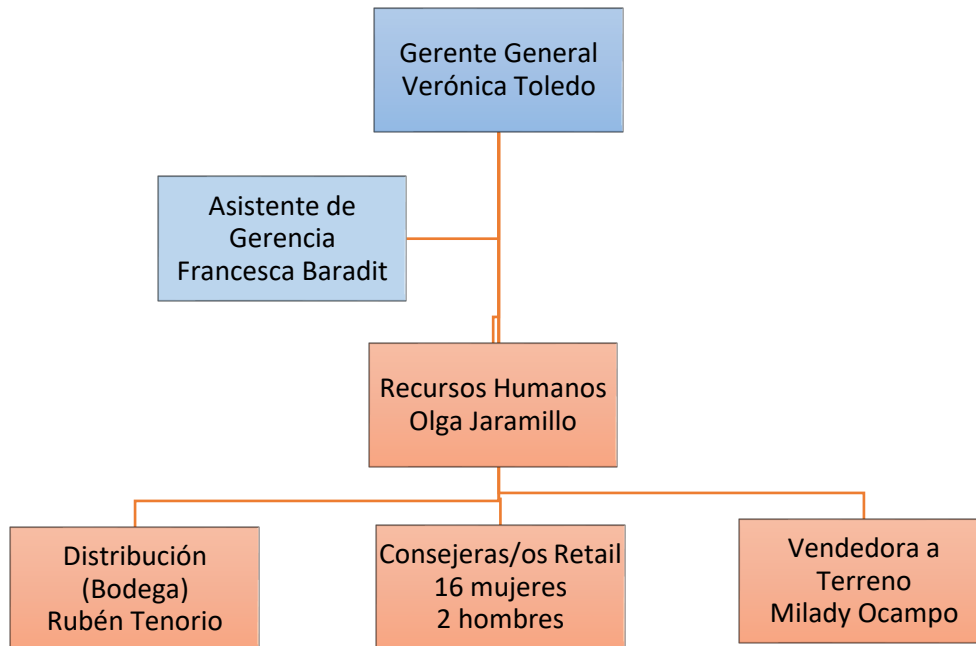 Gerente General
Verónica Toledo
Asistente de
Gerencia
Francesca Baradit
Recursos Humanos
Olga Jaramillo
Distribución
(Bodega)
Rubén Tenorio
Consejeras/os Retail
16 mujeres
2 hombres
Vendedora a
Terreno
Milady Ocampo